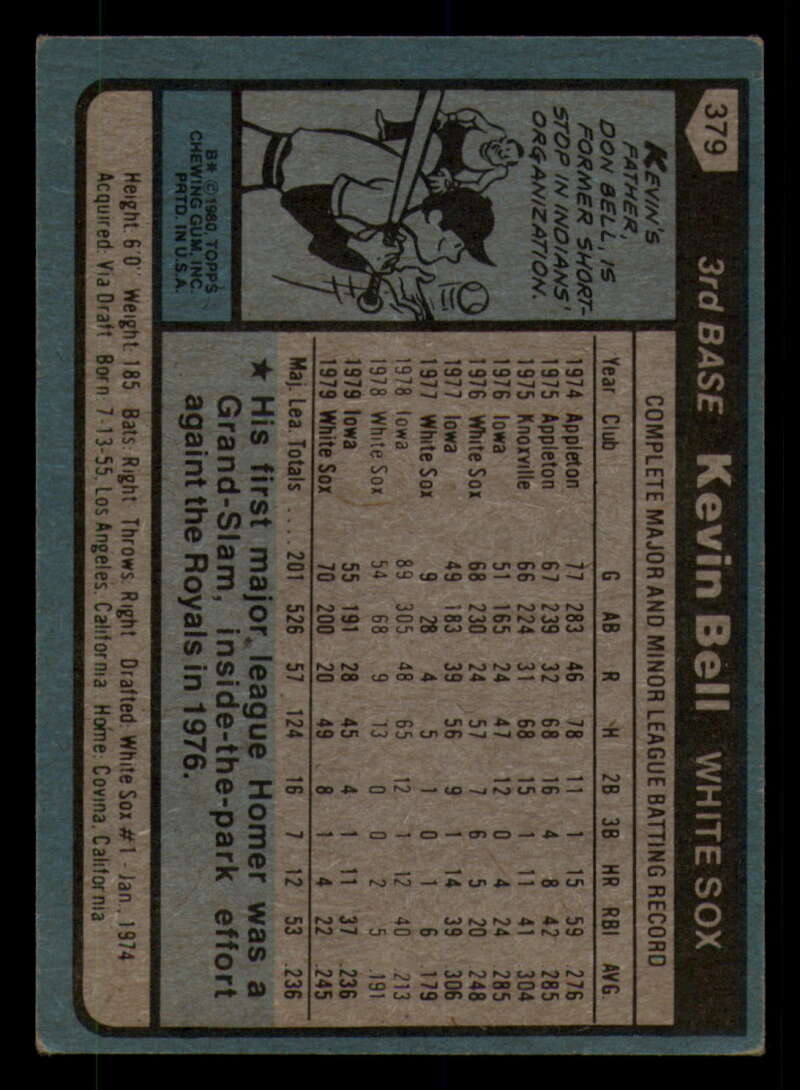 379
3rd BASE Kevin Bell WHITE SOX
KEVIN'S
FATHER,
DON BELL, IS
FORMER SHORT-
STOP IN INDIANS'
ORGANIZATION.
B* © 1980, TOPPS
CHEWING GUM, INC.
PRTD. IN U.S.A.
COMPLETE MAJOR AND MINOR LEAGUE BATTING RECORD
Year Club G AB R H 2B 3B HR RBI AVG.
1974 Appleton 77 283 46 78 11 1 15 59 .276
1975 Appleton 67 239 32 68 16 4 8 42 .285
1975 Knoxville 66 224 31 68 15 1 11 41 .304
1976 Iowa 51 165 24 47 12 0 4 24 .285
1976 White Sox 68 230 24 57 7 6 5 20 .248
1977 Iowa 49 183 39 56 9 1 14 39 .306
1977 White Sox 9 28 4 5 1 0 1 6 .179
1978 Iowa 89 305 48 65 12 1 12 40 .213
1978 White Sox 54 68 9 13 0 0 2 5 .191
1979 Iowa 55 191 28 45 4 1 11 37 .236
1979 White Sox 70 200 20 49 8 1 4 22 .245
Maj. Lea. Totals .... 201 526 57 124 16 7 12 53 .236
★ His first major league Homer was a
Grand-Slam, inside-the-park effort
againt the Royals in 1976.
Height: 6'0" Weight: 185 Bats: Right Throws: Right Drafted: White Sox #1 - Jan., 1974
Acquired: Via Draft Born: 7-13-55, Los Angeles, California Home: Covina, California